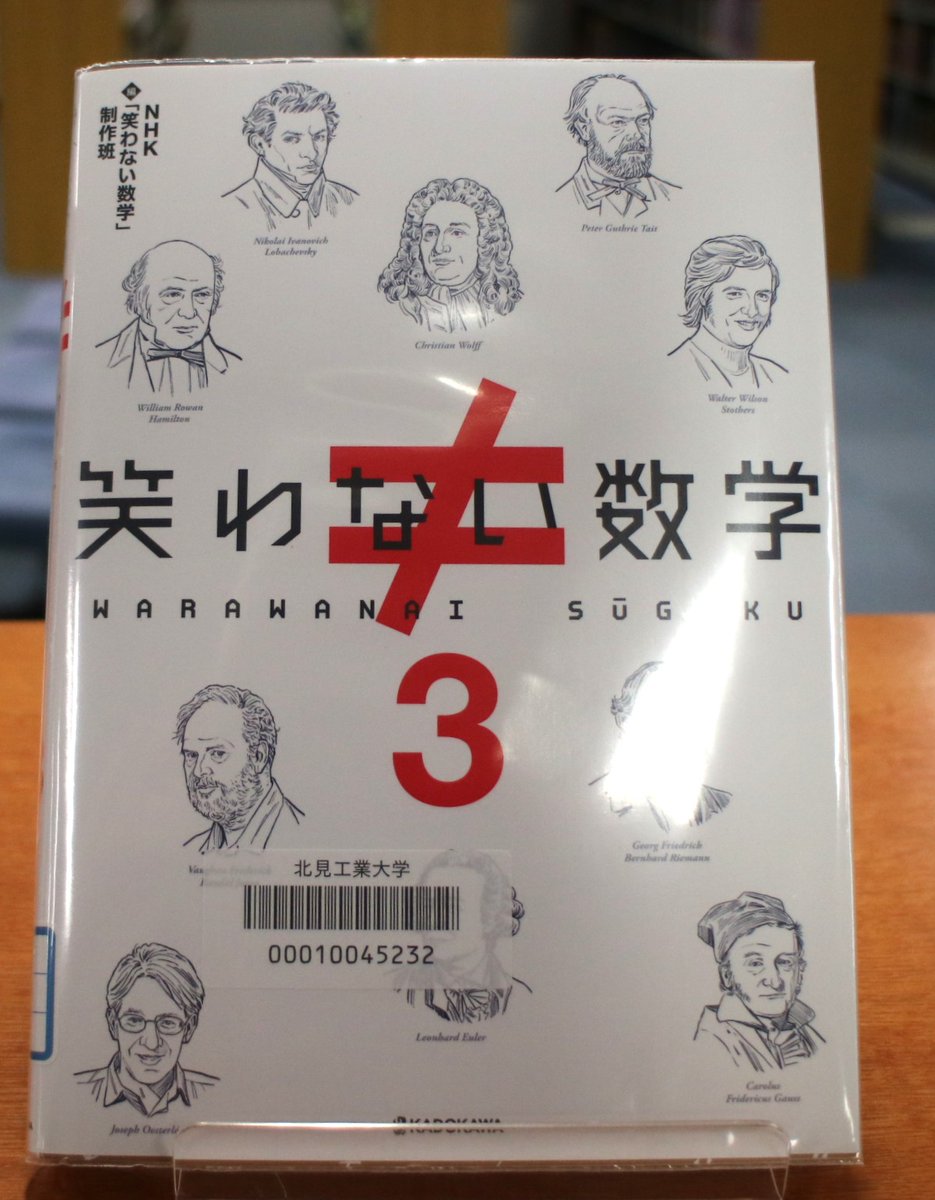 NHK
「笑わない数学」
制作班
編
Nikolai Ivanovich
Lobachevsky
Peter Guthrie Tait
Christian Wolff
William Rowan
Hamilton
Walter Wilson
Stothers
笑わない数学
WARAWANAI SŪG KU
3
Georg Friedrich
Bernhard Riemann
北見工業大学
00010045232
Leonhard Euler
Carolus
Fridericus Gauss
Joseph Oesterlé
KADOKAWA